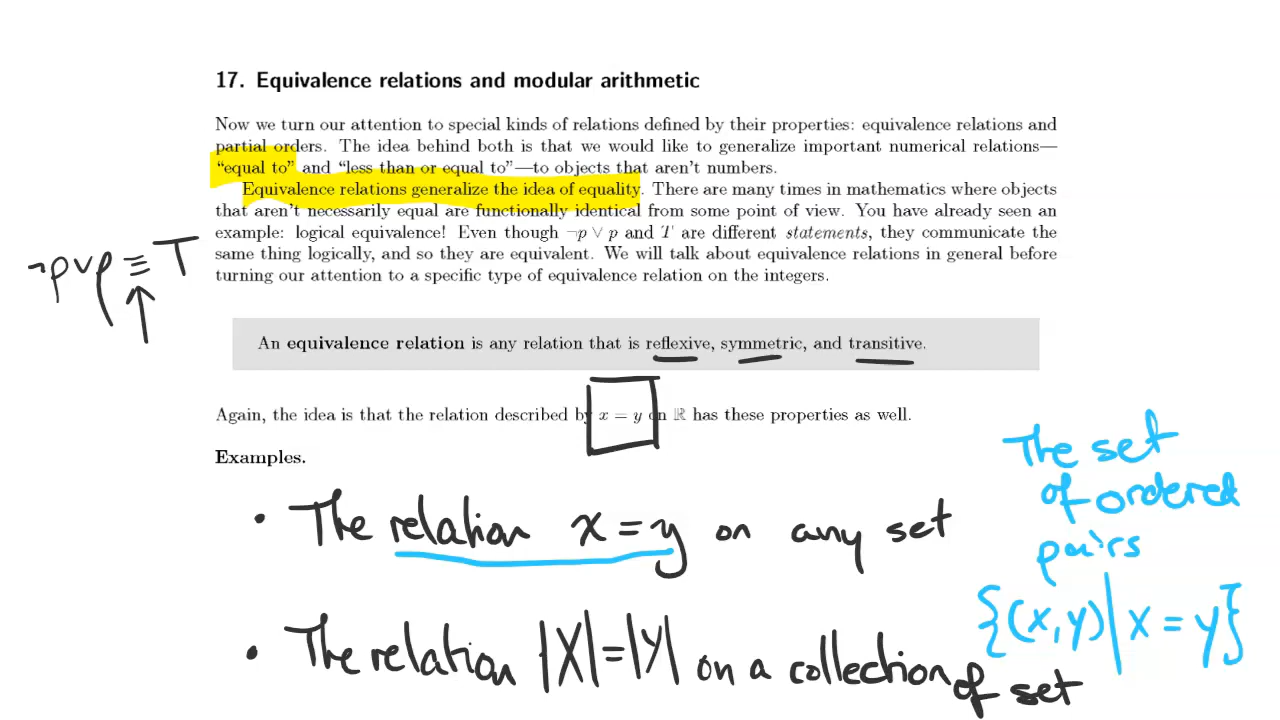 17. Equivalence relations and modular arithmetic
Now we turn our attention to special kinds of relations defined by their properties: equivalence relations and
partial orders. The idea behind both is that we would like to generalize important numerical relations—
“equal to” and “less than or equal to”—to objects that aren’t numbers.
Equivalence relations generalize the idea of equality. There are many times in mathematics where objects
that aren’t necessarily equal are functionally identical from some point of view. You have already seen an
example: logical equivalence! Even though ¬p ∨ p and T are different statements, they communicate the
same thing logically, and so they are equivalent. We will talk about equivalence relations in general before
turning our attention to a specific type of equivalence relation on the integers.
¬p∨p ≡ T
An equivalence relation is any relation that is reflexive, symmetric, and transitive.
Again, the idea is that the relation described by x = y on ℝ has these properties as well.
Examples.
• The relation x = y on any set
The set
of ordered
pairs
{(x,y) | x = y}
• The relation |X| = |Y| on a collection of set